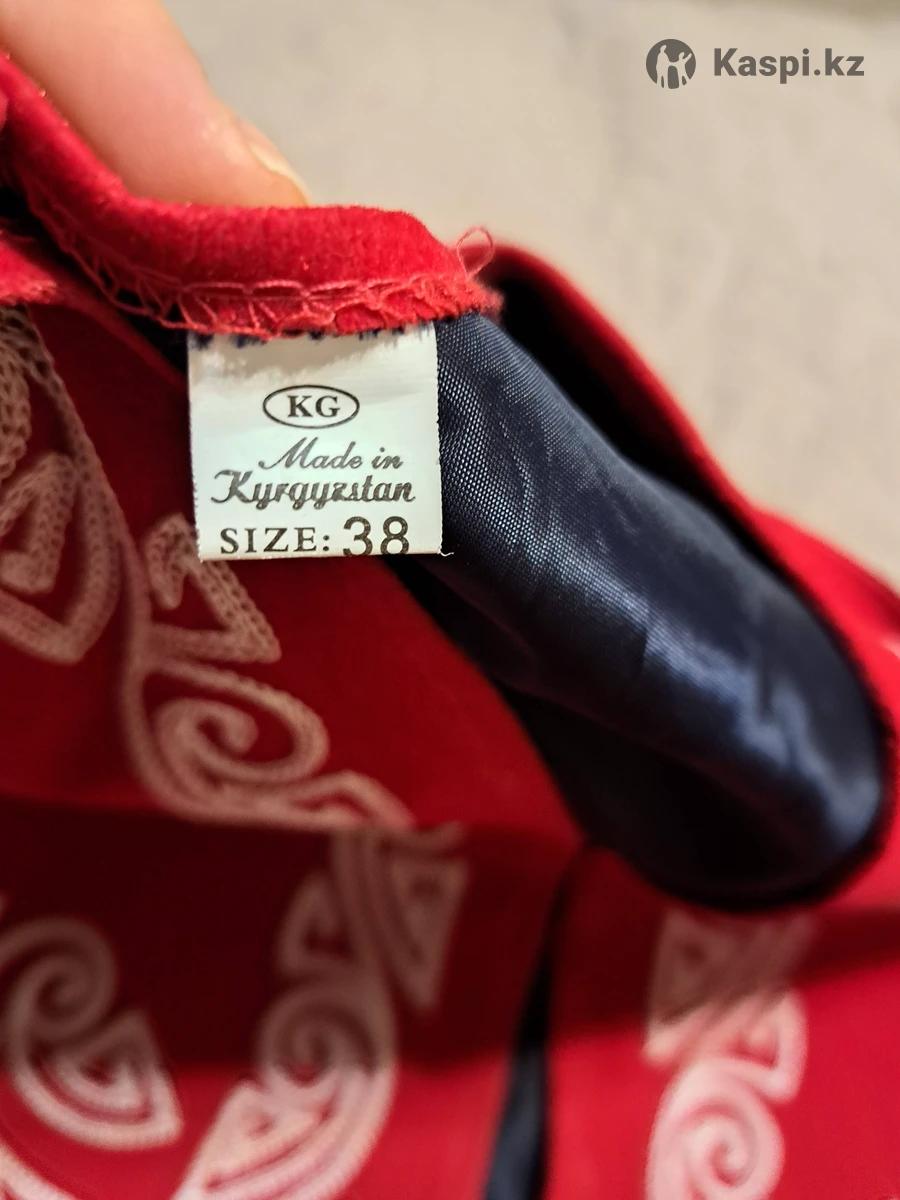 Kaspi.kz
KG
Made in
Kyrgyzstan
SIZE: 38